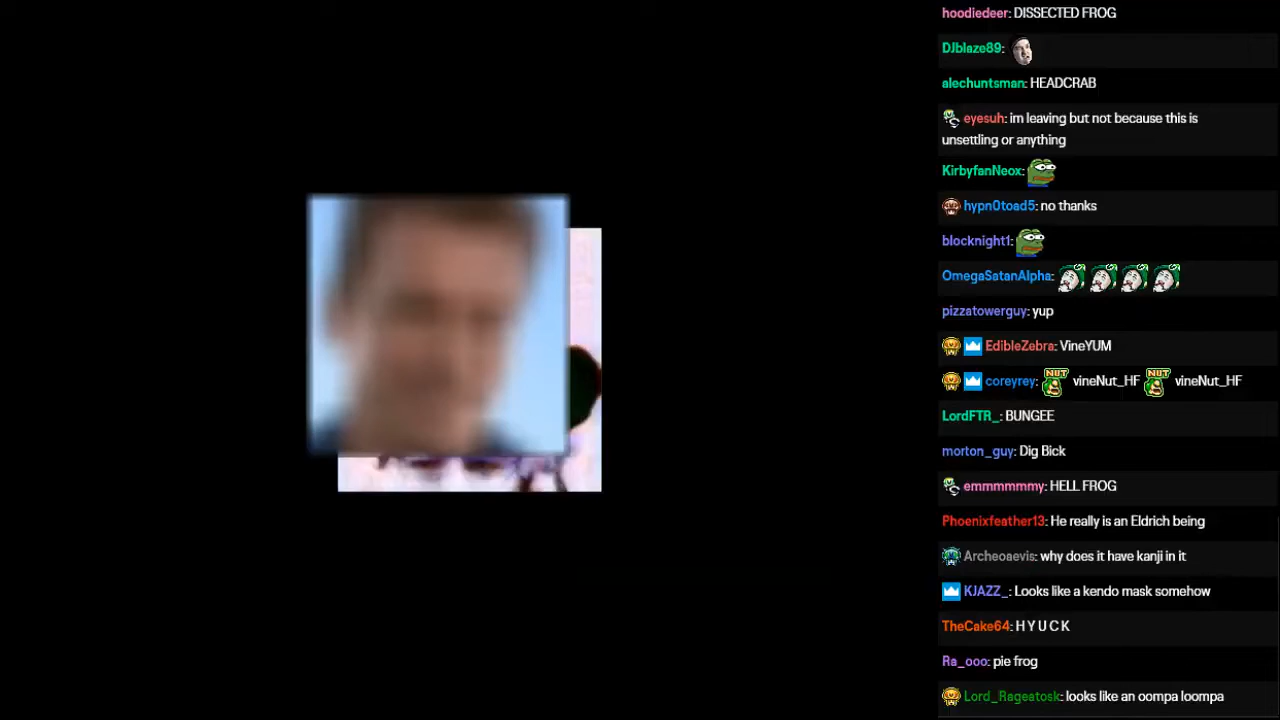 hoodiedeer: DISSECTED FROG
DJblaze89:
alechuntsman: HEADCRAB
eyesuh: im leaving but not because this is
unsettling or anything
KirbyfanNeox:
hypn0toad5: no thanks
blocknight1:
OmegaSatanAlpha:
pizzatowerguy: yup
EdibleZebra: VineYUM
coreyrey: NUT vineNut_HF NUT vineNut_HF
LordFTR_: BUNGEE
morton_guy: Dig Bick
emmmmmmy: HELL FROG
Phoenixfeather13: He really is an Eldrich being
Archeoaevis: why does it have kanji in it
KJAZZ_: Looks like a kendo mask somehow
TheCake64: H Y U C K
Ra_ooo: pie frog
Lord_Rageatosk: looks like an oompa loompa